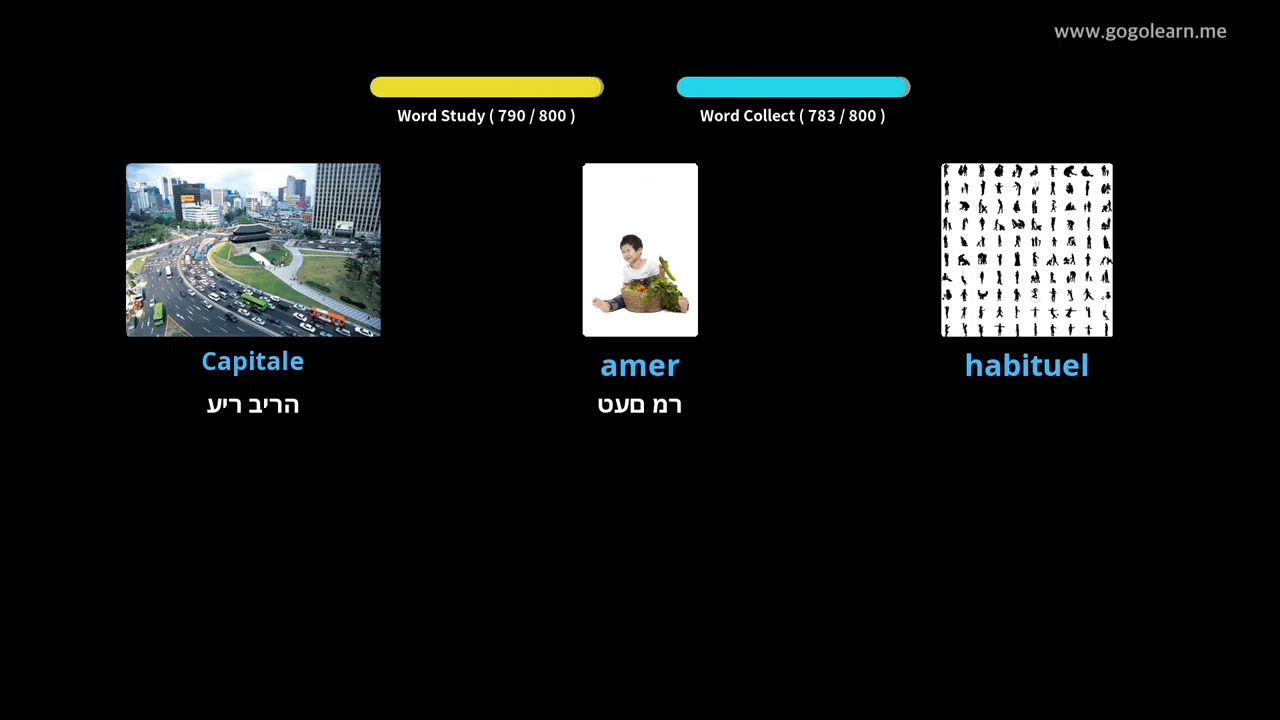 www.gogolearn.me
Word Study ( 790 / 800 )
Word Collect ( 783 / 800 )
Capitale
הריב ריע
amer
רמ םעט
habituel